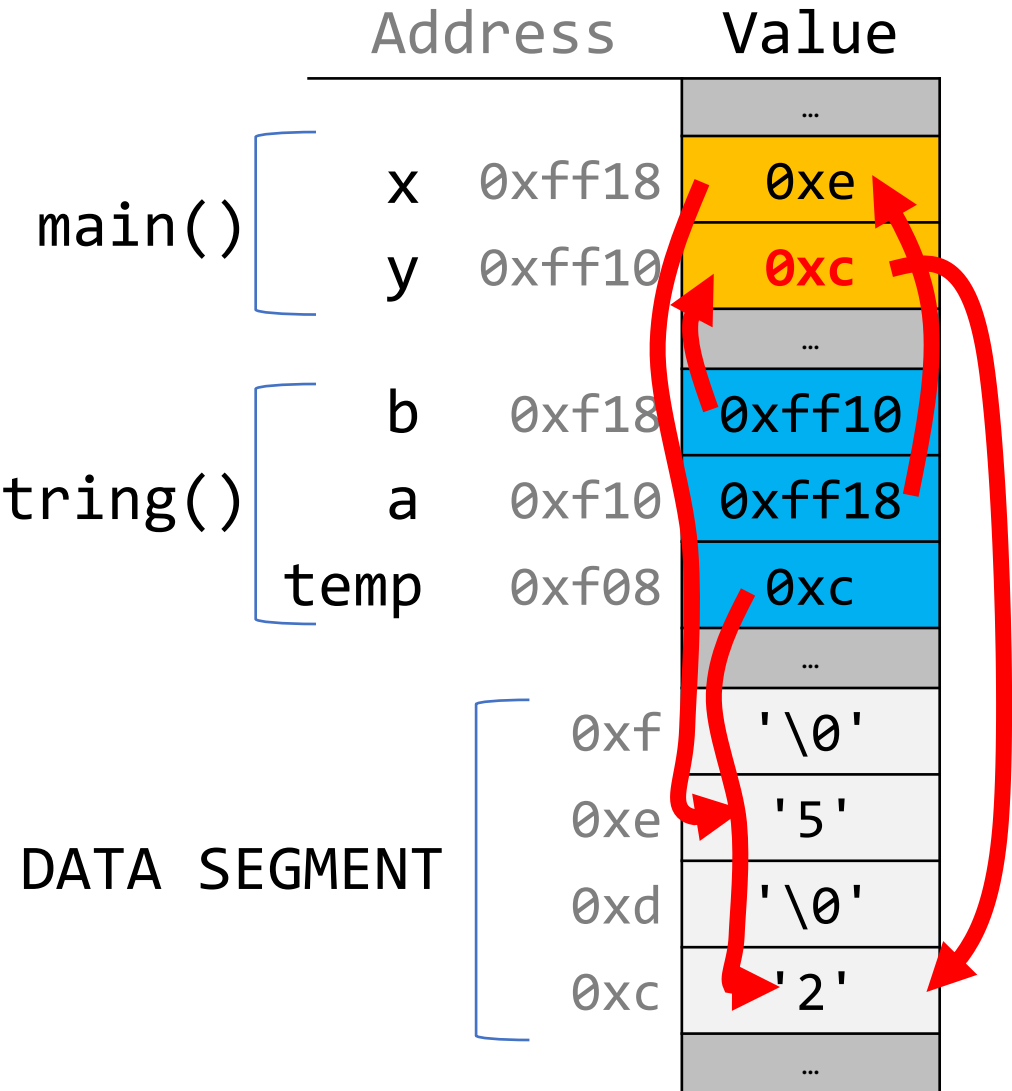 Address Value
…
x 0xff18 0xe
main()
y 0xff10 0xc
…
b 0xf18 0xff10
tring() a 0xf10 0xff18
temp 0xf08 0xc
…
0xf '\0'
0xe '5'
DATA SEGMENT
0xd '\0'
0xc '2'
…